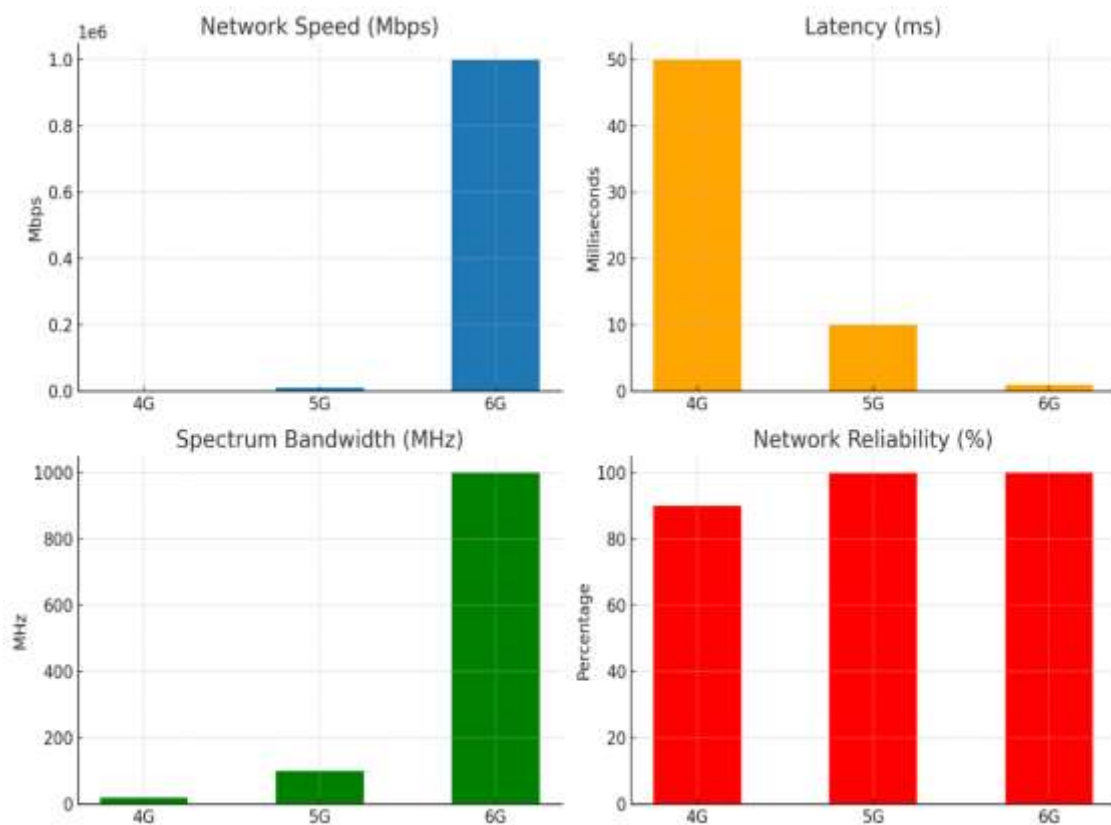 Network Speed (Mbps)
1e6
1.0
0.8
0.6
0.4
0.2
0.0
Mbps
4G 5G 6G
Latency (ms)
50
40
30
20
10
0
Milliseconds
4G 5G 6G
Spectrum Bandwidth (MHz)
1000
800
600
400
200
0
MHz
4G 5G 6G
Network Reliability (%)
100
80
60
40
20
0
Percentage
4G 5G 6G